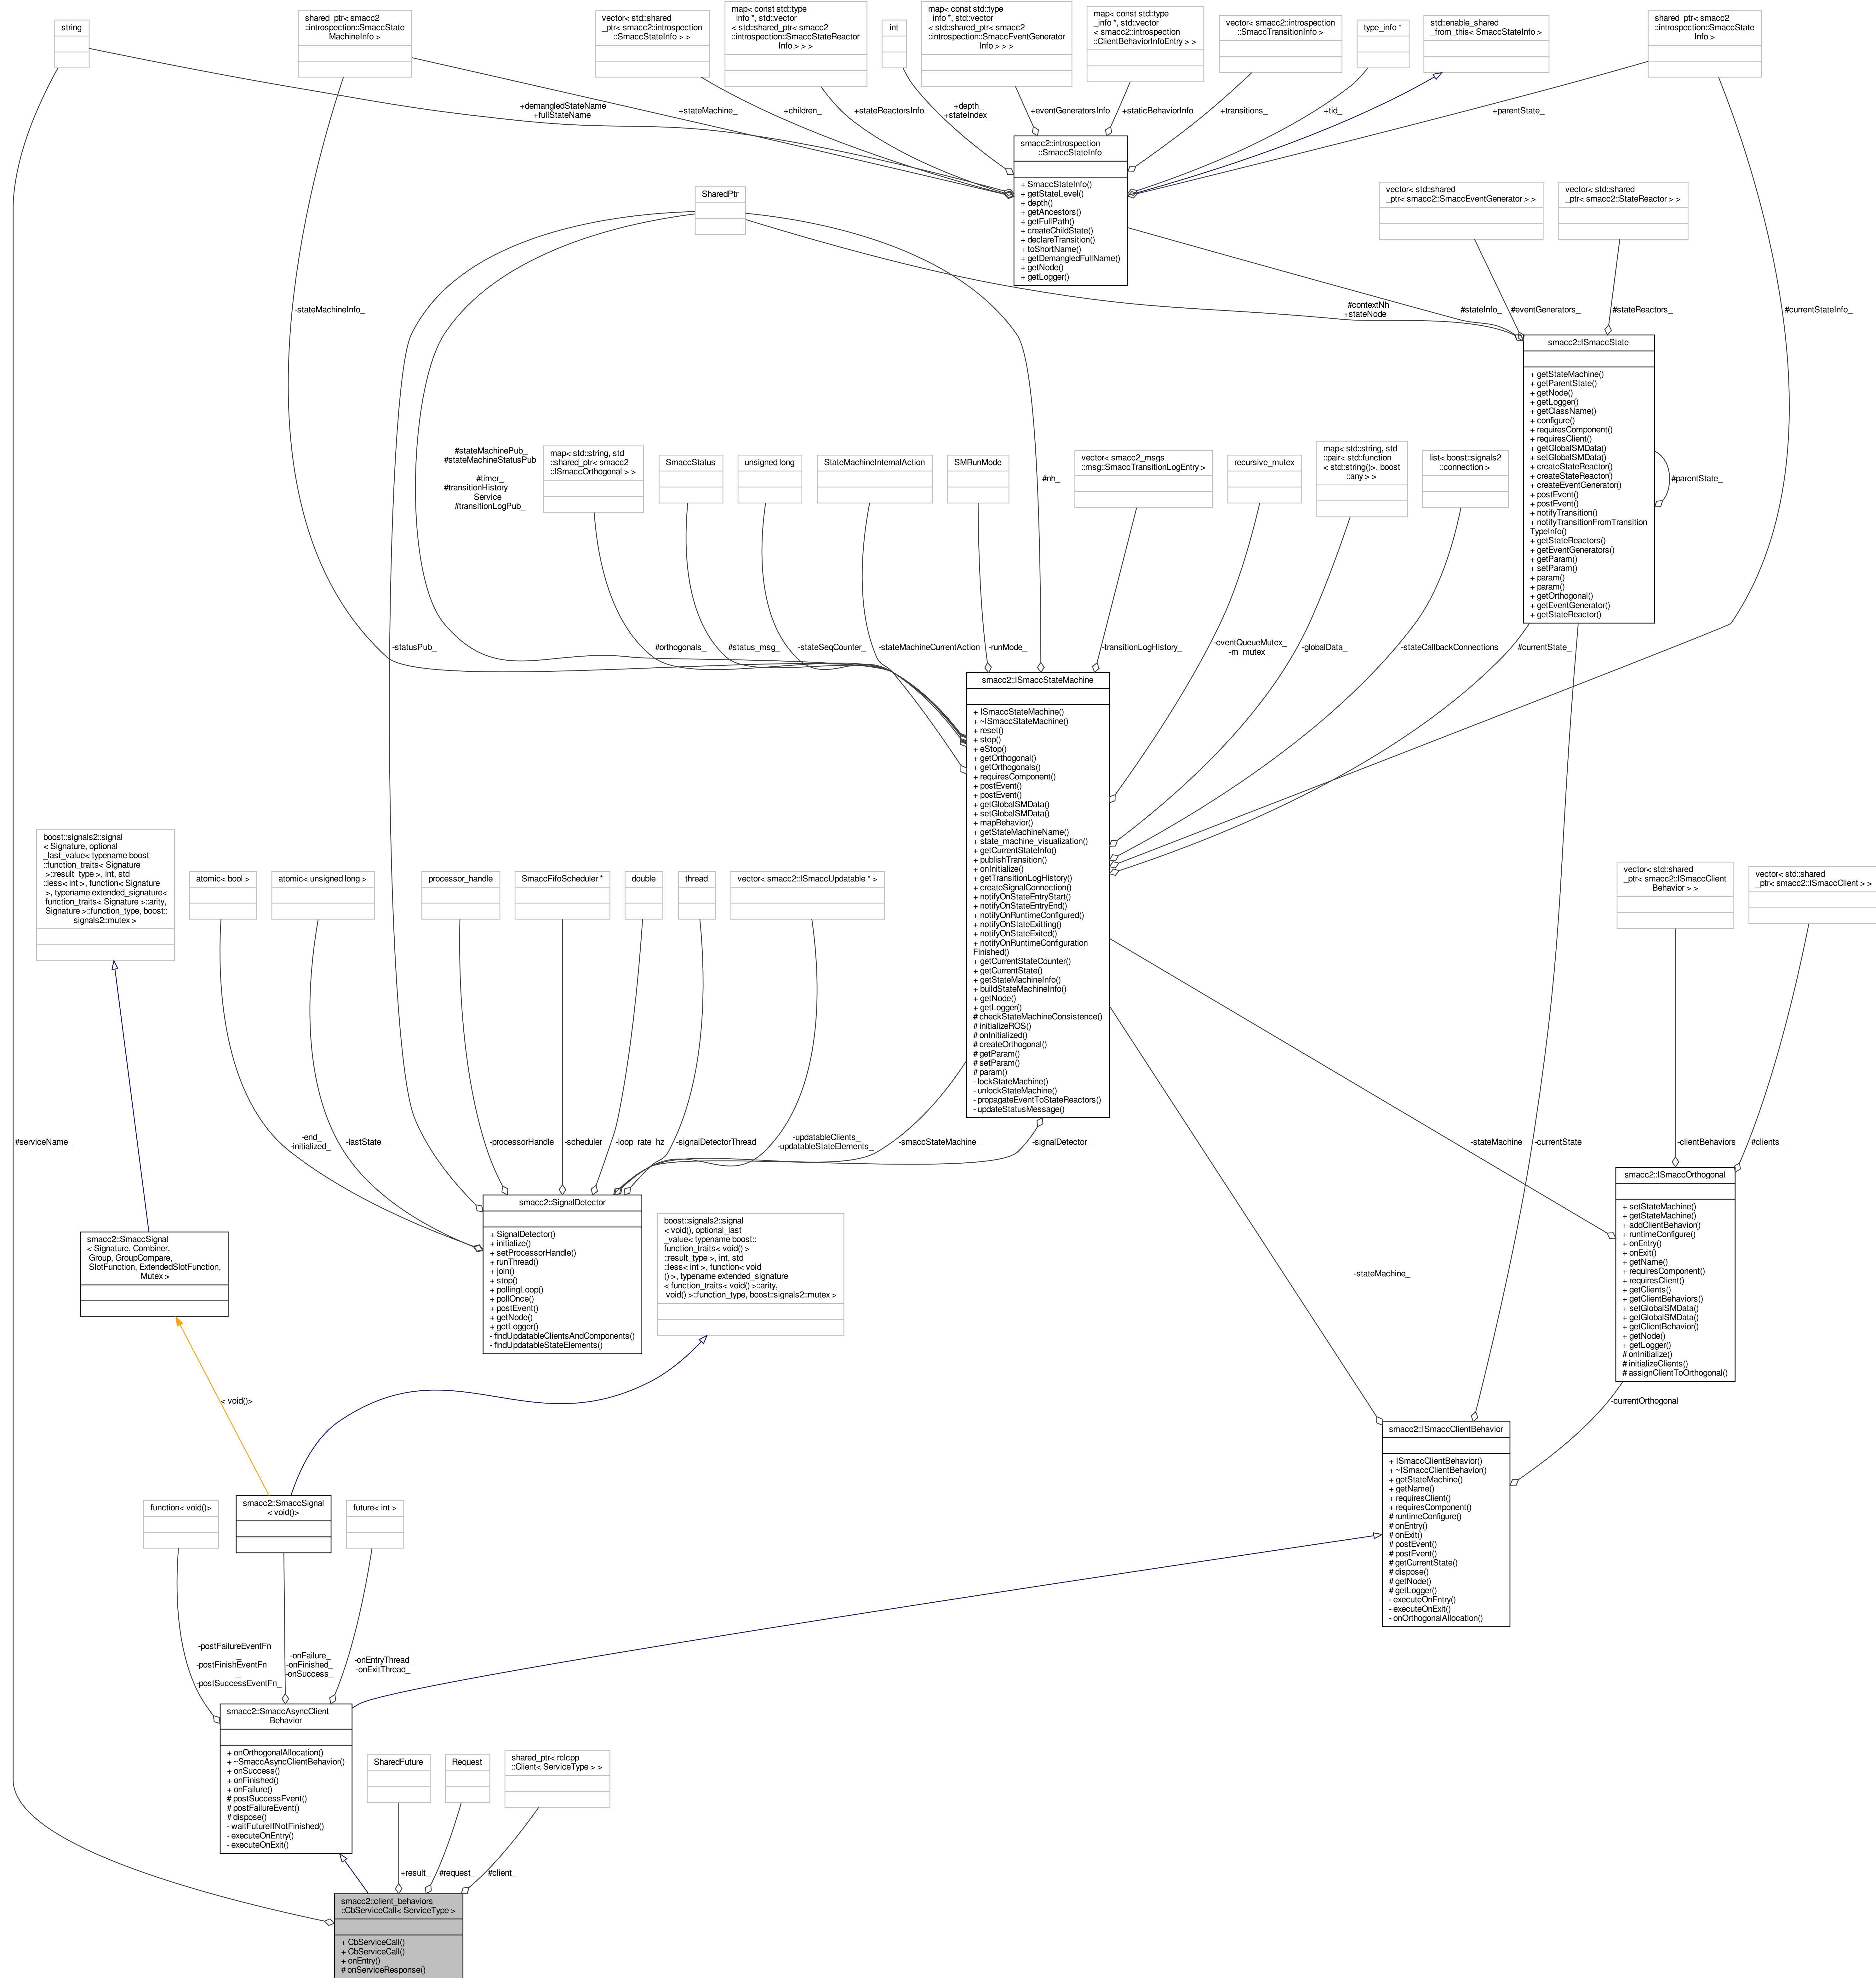 string
shared_ptr< smacc2
::introspection::SmaccState
MachineInfo >
vector< std::shared
_ptr< smacc2::introspection
::SmaccStateInfo > >
map< const std::type
_info *, std::vector
< std::shared_ptr< smacc2
::introspection::SmaccStateReactor
Info > > >
int
map< const std::type
_info *, std::vector
< std::shared_ptr< smacc2
::introspection::SmaccEventGenerator
Info > > >
map< const std::type
_info *, std::vector
< smacc2::introspection
::ClientBehaviorInfoEntry > >
vector< smacc2::introspection
::SmaccTransitionInfo >
type_info *
std::enable_shared
_from_this< SmaccStateInfo >
shared_ptr< smacc2
::introspection::SmaccState
Info >
+demangledStateName
+fullStateName
+stateMachine_
+children_
+stateReactorsInfo
+depth_
+stateIndex_
+eventGeneratorsInfo
+staticBehaviorInfo
+transitions_
+tid_
+parentState_
smacc2::introspection
::SmaccStateInfo
+ SmaccStateInfo()
+ getStateLevel()
+ depth()
+ getAncestors()
+ getFullPath()
+ createChildState()
+ declareTransition()
+ toShortName()
+ getDemangledFullName()
+ getNode()
+ getLogger()
SharedPtr
vector< std::shared
_ptr< smacc2::SmaccEventGenerator > >
vector< std::shared
_ptr< smacc2::StateReactor > >
-stateMachineInfo_
#contextNh
+stateNode_
#stateInfo_
#eventGenerators_
#stateReactors_
#currentStateInfo_
smacc2::ISmaccState
+ getStateMachine()
+ getParentState()
+ getNode()
+ getLogger()
+ getClassName()
+ configure()
+ requiresComponent()
+ requiresClient()
+ getGlobalSMData()
+ setGlobalSMData()
+ createStateReactor()
+ createStateReactor()
+ createEventGenerator()
+ postEvent()
+ postEvent()
+ notifyTransition()
+ notifyTransitionFromTransition
TypeInfo()
+ getStateReactors()
+ getEventGenerators()
+ getParam()
+ setParam()
+ param()
+ param()
+ getOrthogonal()
+ getEventGenerator()
+ getStateReactor()
#parentState_
#stateMachinePub_
#stateMachineStatusPub
_
#timer_
#transitionHistory
Service_
#transitionLogPub_
map< std::string, std
::shared_ptr< smacc2
::ISmaccOrthogonal > >
SmaccStatus
unsigned long
StateMachineInternalAction
SMRunMode
#nh_
vector< smacc2_msgs
::msg::SmaccTransitionLogEntry >
recursive_mutex
map< std::string, std
::pair< std::function
< std::string()>, boost
::any > >
list< boost::signals2
::connection >
-statusPub_
#orthogonals_
#status_msg_
-stateSeqCounter_
-stateMachineCurrentAction
-runMode_
-transitionLogHistory_
-eventQueueMutex_
-m_mutex_
-globalData_
-stateCallbackConnections
#currentState_
smacc2::ISmaccStateMachine
+ ISmaccStateMachine()
+ ~ISmaccStateMachine()
+ reset()
+ stop()
+ eStop()
+ getOrthogonal()
+ getOrthogonals()
+ requiresComponent()
+ postEvent()
+ postEvent()
+ getGlobalSMData()
+ setGlobalSMData()
+ mapBehavior()
+ getStateMachineName()
+ state_machine_visualization()
+ getCurrentStateInfo()
+ publishTransition()
+ onInitialize()
+ getTransitionLogHistory()
+ createSignalConnection()
+ notifyOnStateEntryStart()
+ notifyOnStateEntryEnd()
+ notifyOnRuntimeConfigured()
+ notifyOnStateExitting()
+ notifyOnStateExited()
+ notifyOnRuntimeConfiguration
Finished()
+ getCurrentStateCounter()
+ getCurrentState()
+ getStateMachineInfo()
+ buildStateMachineInfo()
+ getNode()
+ getLogger()
# checkStateMachineConsistence()
# initializeROS()
# onInitialized()
# createOrthogonal()
# getParam()
# setParam()
# param()
- lockStateMachine()
- unlockStateMachine()
- propagateEventToStateReactors()
- updateStatusMessage()
boost::signals2::signal
< Signature, optional
_last_value< typename boost
::function_traits< Signature
>::result_type >, int, std
::less< int >, function< Signature
>, typename extended_signature<
function_traits< Signature >::arity,
Signature >::function_type, boost::
signals2::mutex >
atomic< bool >
atomic< unsigned long >
processor_handle
SmaccFifoScheduler *
double
thread
vector< smacc2::ISmaccUpdatable * >
vector< std::shared
_ptr< smacc2::ISmaccClient
Behavior > >
vector< std::shared
_ptr< smacc2::ISmaccClient > >
#serviceName_
-end_
-initialized_
-lastState_
-processorHandle_
-scheduler_
-loop_rate_hz
-signalDetectorThread_
-updatableClients_
-updatableStateElements_
-smaccStateMachine_
-signalDetector_
-stateMachine_
-currentState
-clientBehaviors_
#clients_
smacc2::SignalDetector
+ SignalDetector()
+ initialize()
+ setProcessorHandle()
+ runThread()
+ join()
+ stop()
+ pollingLoop()
+ pollOnce()
+ postEvent()
+ getNode()
+ getLogger()
- findUpdatableClientsAndComponents()
- findUpdatableStateElements()
smacc2::ISmaccOrthogonal
+ setStateMachine()
+ getStateMachine()
+ addClientBehavior()
+ runtimeConfigure()
+ onEntry()
+ onExit()
+ getName()
+ requiresComponent()
+ requiresClient()
+ getClients()
+ getClientBehaviors()
+ setGlobalSMData()
+ getGlobalSMData()
+ getClientBehavior()
+ getNode()
+ getLogger()
# onInitialize()
# initializeClients()
# assignClientToOrthogonal()
smacc2::SmaccSignal
< Signature, Combiner,
Group, GroupCompare,
SlotFunction, ExtendedSlotFunction,
Mutex >
boost::signals2::signal
< void(), optional_last
_value< typename boost::
function_traits< void()>
::result_type >, int, std
::less< int >, function< void
() >, typename extended_signature
< function_traits< void() >::arity,
void() >::function_type, boost::signals2::mutex >
-stateMachine_
< void()>
-currentOrthogonal
smacc2::ISmaccClientBehavior
+ ISmaccClientBehavior()
+ ~ISmaccClientBehavior()
+ getStateMachine()
+ getName()
+ requiresClient()
+ requiresComponent()
# runtimeConfigure()
# onEntry()
# onExit()
# postEvent()
# postEvent()
# getCurrentState()
# dispose()
# getNode()
# getLogger()
- executeOnEntry()
- executeOnExit()
- onOrthogonalAllocation()
function< void()>
smacc2::SmaccSignal
< void()>
future< int >
-postFailureEventFn
_
-postFinishEventFn
_
-postSuccessEventFn_
-onFailure_
-onFinished_
-onSuccess_
-onEntryThread_
-onExitThread_
smacc2::SmaccAsyncClient
Behavior
+ onOrthogonalAllocation()
+ ~SmaccAsyncClientBehavior()
+ onSuccess()
+ onFinished()
+ onFailure()
# postSuccessEvent()
# postFailureEvent()
# dispose()
- waitFutureIfNotFinished()
- executeOnEntry()
- executeOnExit()
SharedFuture
Request
shared_ptr< rclcpp
::Client< ServiceType > >
+result_
#request_
#client_
smacc2::client_behaviors
::CbServiceCall< ServiceType >
+ CbServiceCall()
+ CbServiceCall()
+ onEntry()
# onServiceResponse()